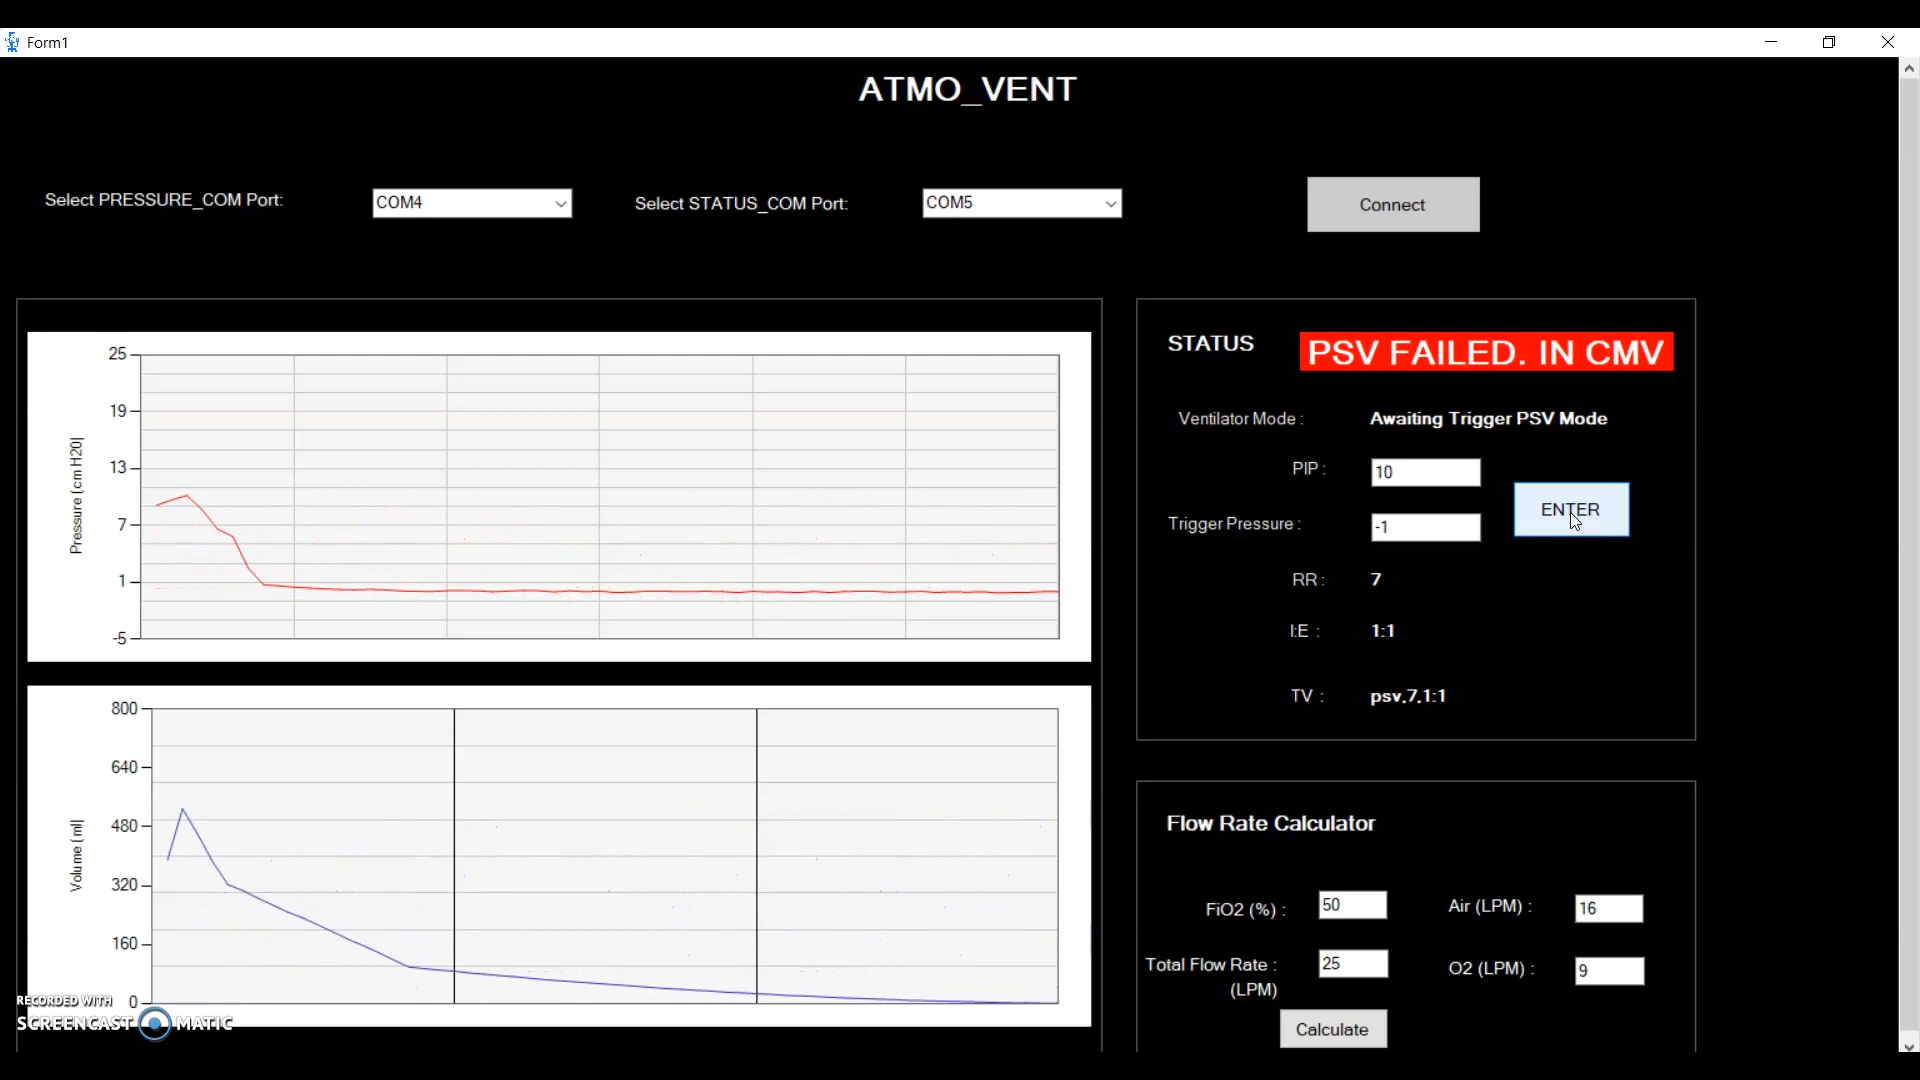 Form1
ATMO_VENT
Select PRESSURE_COM Port:
COM4
Select STATUS_COM Port:
COM5
Connect
25
19
13
7
1
-5
Pressure (cm H20)
800
640
480
320
160
0
Volume (ml)
STATUS
PSV FAILED. IN CMV
Ventilator Mode :
Awaiting Trigger PSV Mode
PIP :
10
Trigger Pressure :
-1
ENTER
RR :
7
I:E :
1:1
TV :
psv,7,1:1
Flow Rate Calculator
FiO2 (%) :
50
Air (LPM) :
16
Total Flow Rate :
(LPM)
25
O2 (LPM) :
9
Calculate
RECORDED WITH
SCREENCAST MATIC